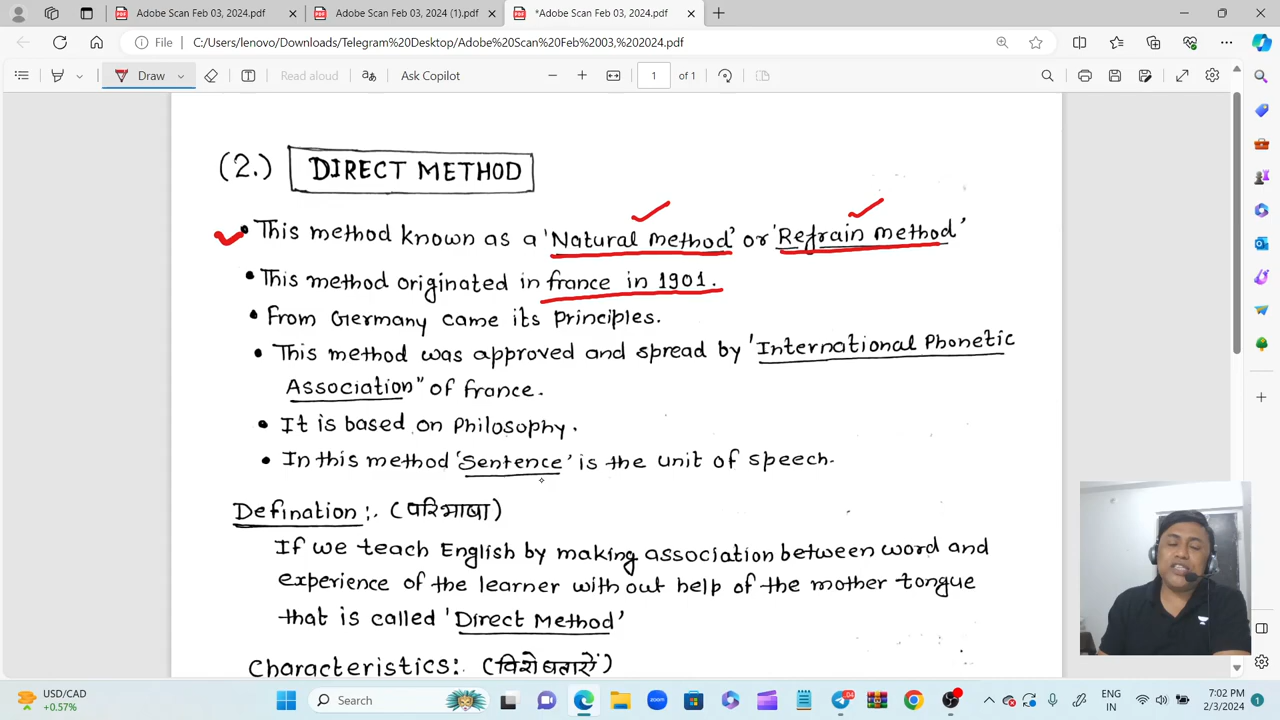 Adobe Scan Feb 03, 2024.pdf
Adobe Scan Feb 03, 2024 (1).pdf
*Adobe Scan Feb 03, 2024.pdf
File
C:/Users/lenovo/Downloads/Telegram%20Desktop/Adobe%20Scan%20Feb%2003,%202024.pdf
Draw
Read aloud
Ask Copilot
1
of 1
(2.) DIRECT METHOD
• This method known as a 'Natural method' or 'Refrain method'
• This method originated in france in 1901.
• From Germany came its Principles.
• This method was approved and spread by 'International Phonetic
Association" of france.
• It is based on Philosophy.
• In this method 'Sentence' is the unit of speech.
Defination :. (परिभाषा)
If we teach English by making association between word and
experience of the learner with out help of the mother tongue
that is called 'Direct Method'
Characteristics:. (विशेषताऐं)
USD/CAD
+0.57%
Search
zoom
.04
ENG
IN
7:02 PM
2/3/2024